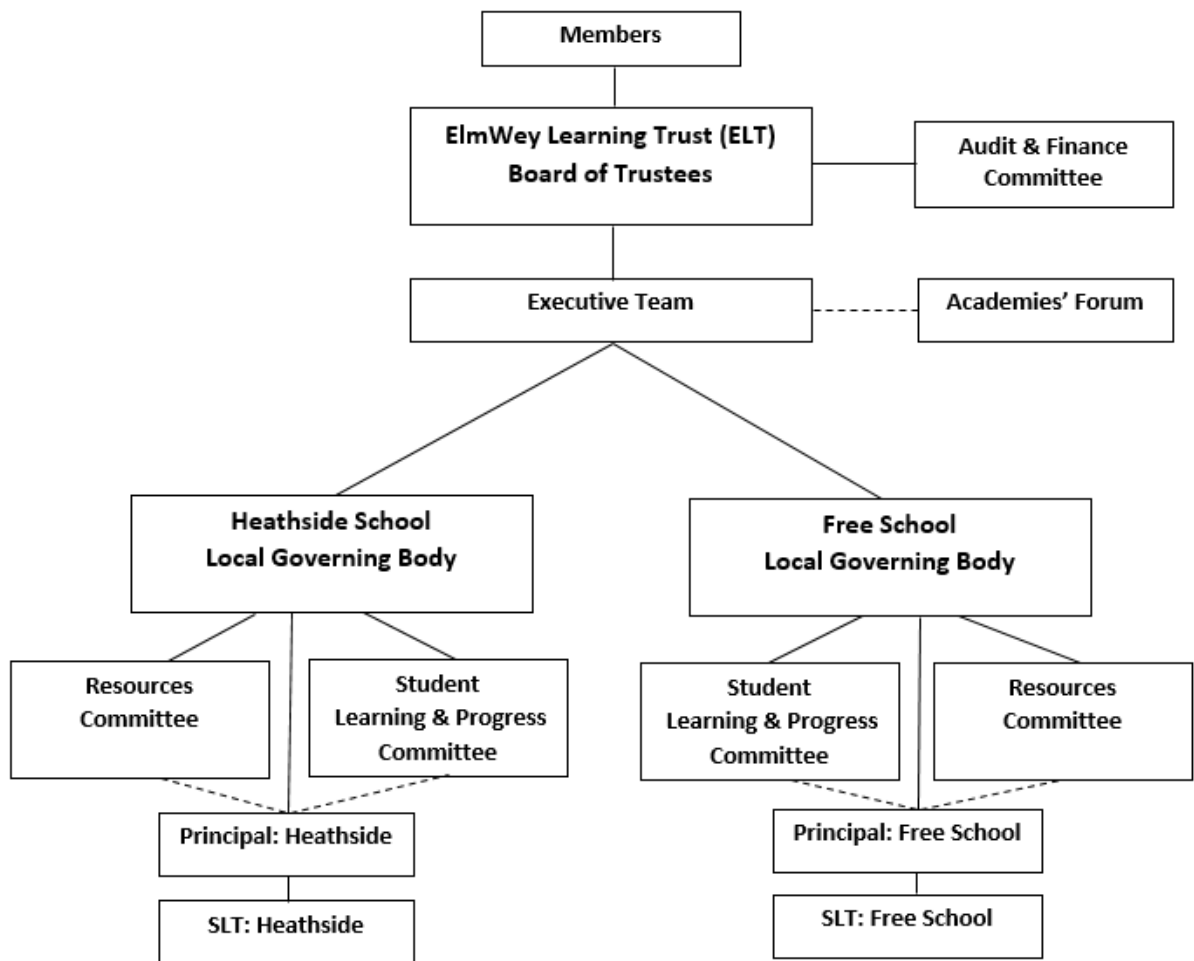 Members
ElmWey Learning Trust (ELT)
Board of Trustees
Audit & Finance
Committee
Executive Team
Academies’ Forum
Heathside School
Local Governing Body
Free School
Local Governing Body
Resources
Committee
Student
Learning & Progress
Committee
Student
Learning & Progress
Committee
Resources
Committee
Principal: Heathside
Principal: Free School
SLT: Heathside
SLT: Free School